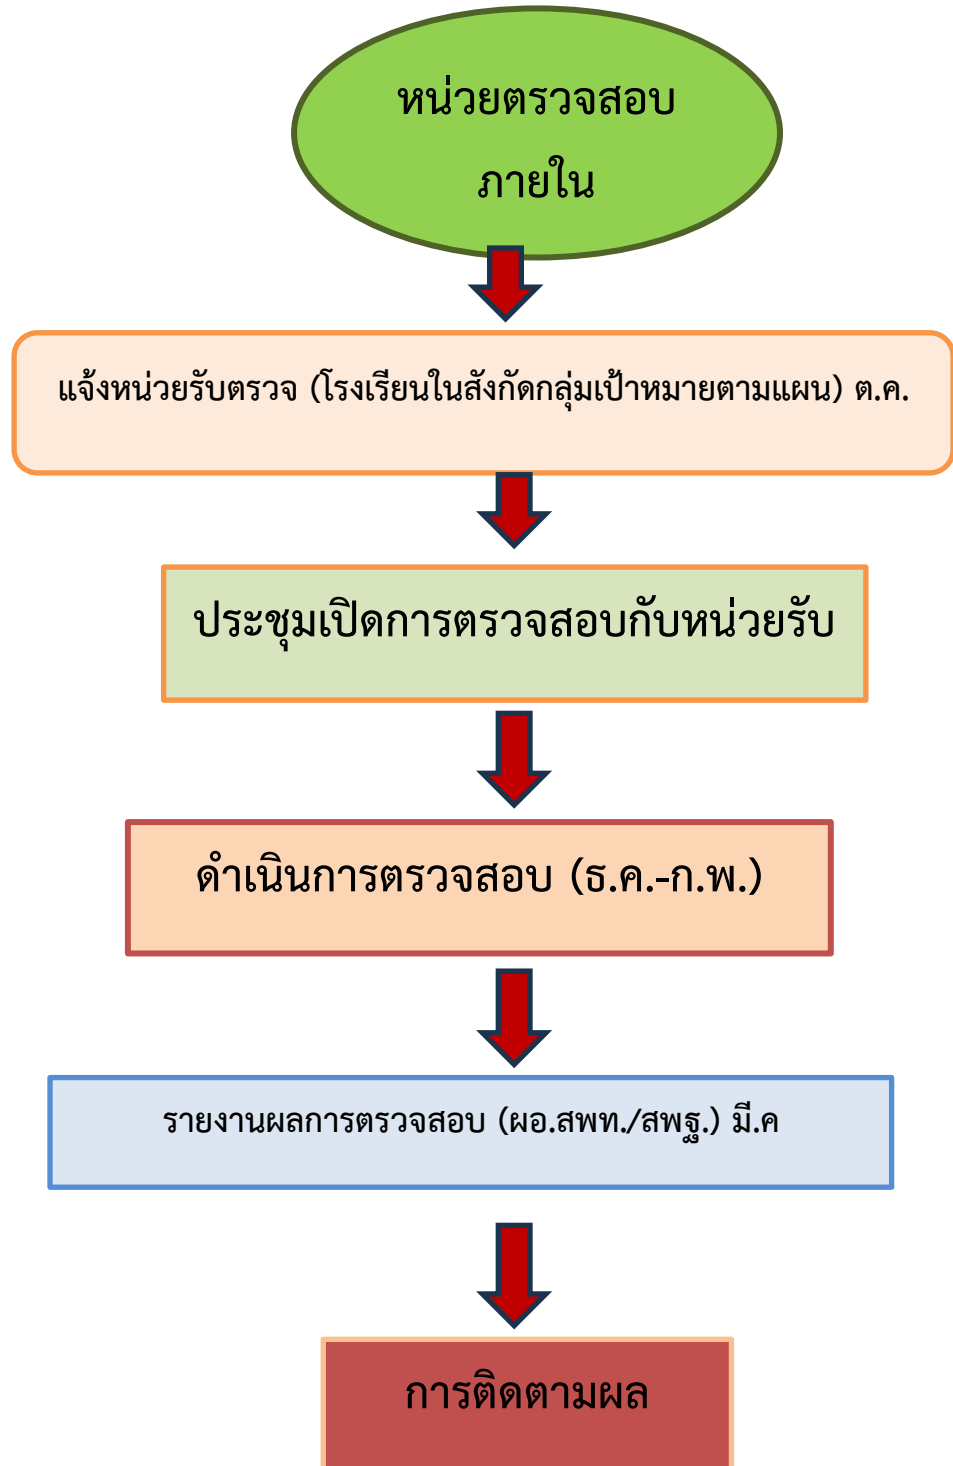 หน่วยตรวจสอบ
ภายใน
แจ้งหน่วยรับตรวจ (โรงเรียนในสังกัดกลุ่มเป้าหมายตามแผน) ต.ค.
ประชุมเปิดการตรวจสอบกับหน่วยรับ
ดำเนินการตรวจสอบ (ธ.ค.-ก.พ.)
รายงานผลการตรวจสอบ (ผอ.สพท./สพฐ.) มี.ค
การติดตามผล